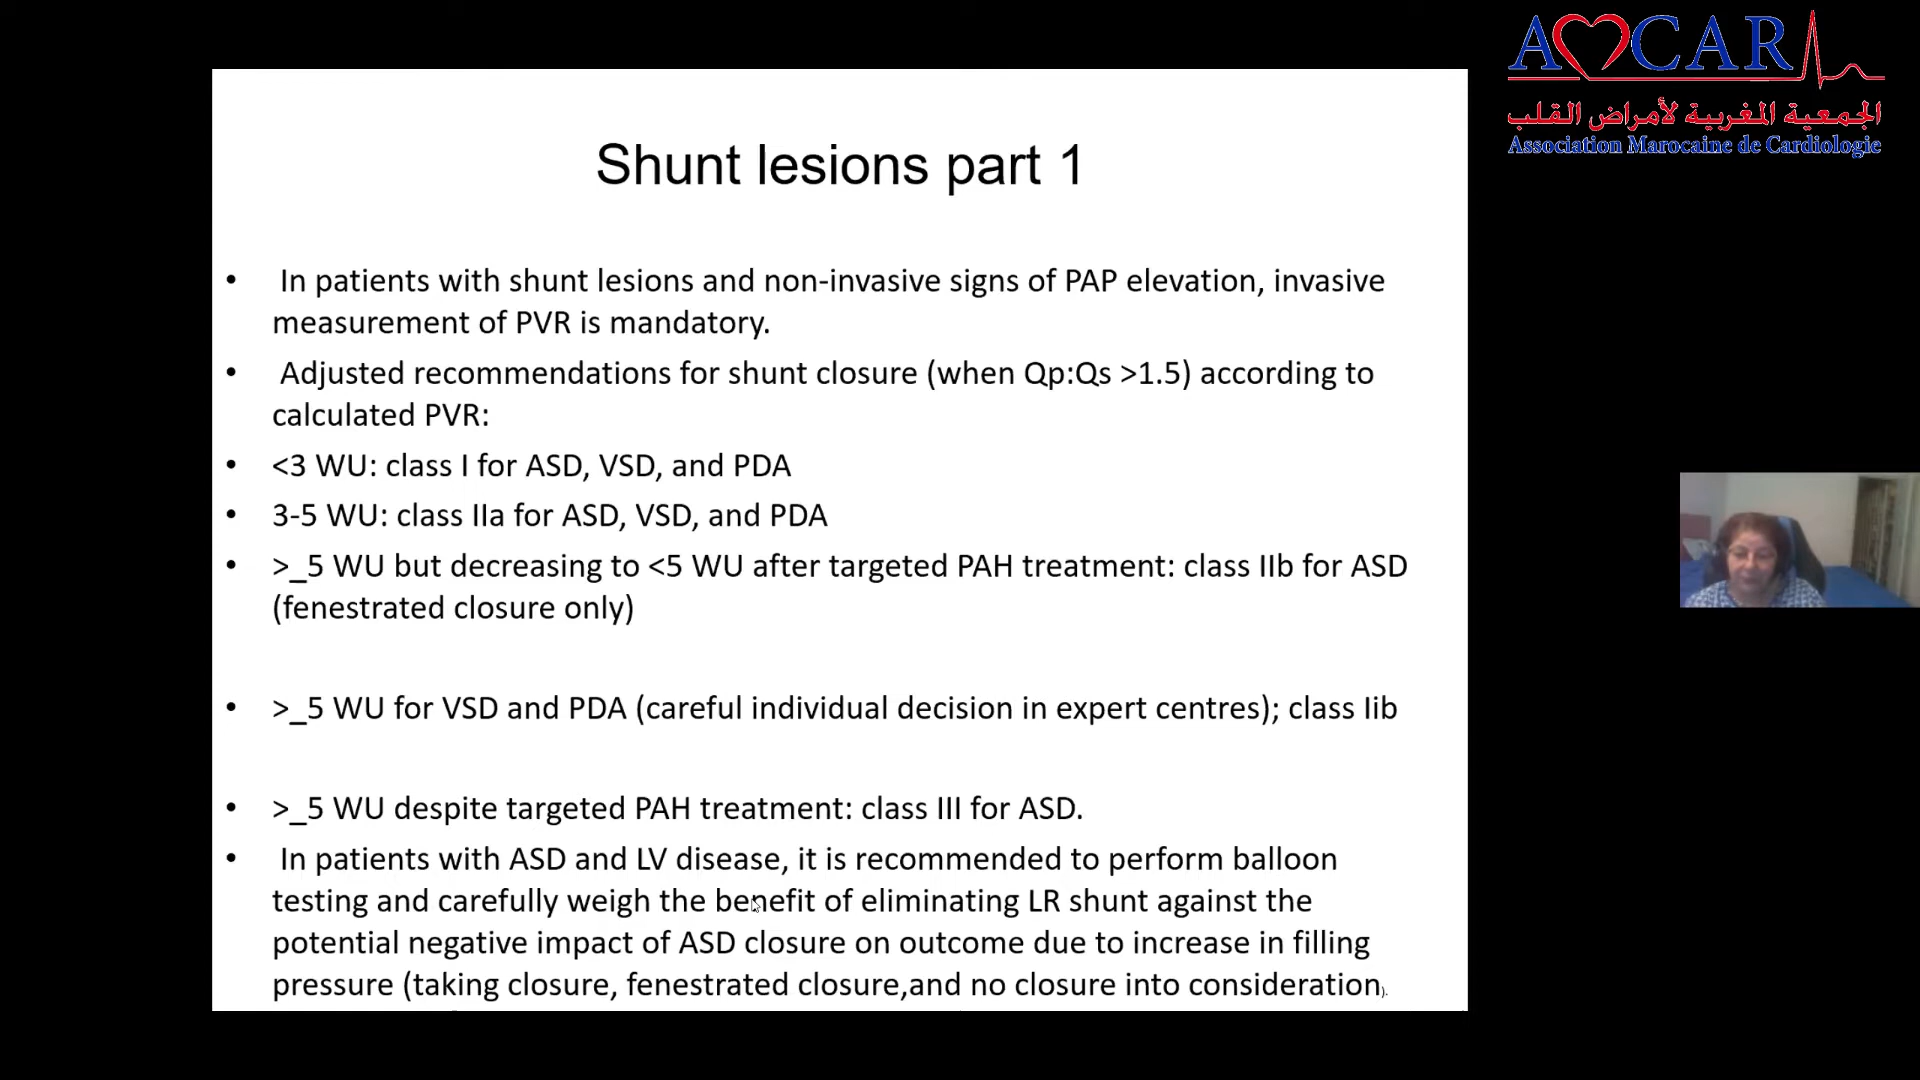 A CAR
الجمعية المغربية لأمراض القلب
Association Marocaine de Cardiologie
Shunt lesions part 1
• In patients with shunt lesions and non-invasive signs of PAP elevation, invasive
measurement of PVR is mandatory.
• Adjusted recommendations for shunt closure (when Qp:Qs >1.5) according to
calculated PVR:
• <3 WU: class I for ASD, VSD, and PDA
• 3-5 WU: class IIa for ASD, VSD, and PDA
• >_5 WU but decreasing to <5 WU after targeted PAH treatment: class IIb for ASD
(fenestrated closure only)
• >_5 WU for VSD and PDA (careful individual decision in expert centres); class Iib
• >_5 WU despite targeted PAH treatment: class III for ASD.
• In patients with ASD and LV disease, it is recommended to perform balloon
testing and carefully weigh the benefit of eliminating LR shunt against the
potential negative impact of ASD closure on outcome due to increase in filling
pressure (taking closure, fenestrated closure,and no closure into consideration).